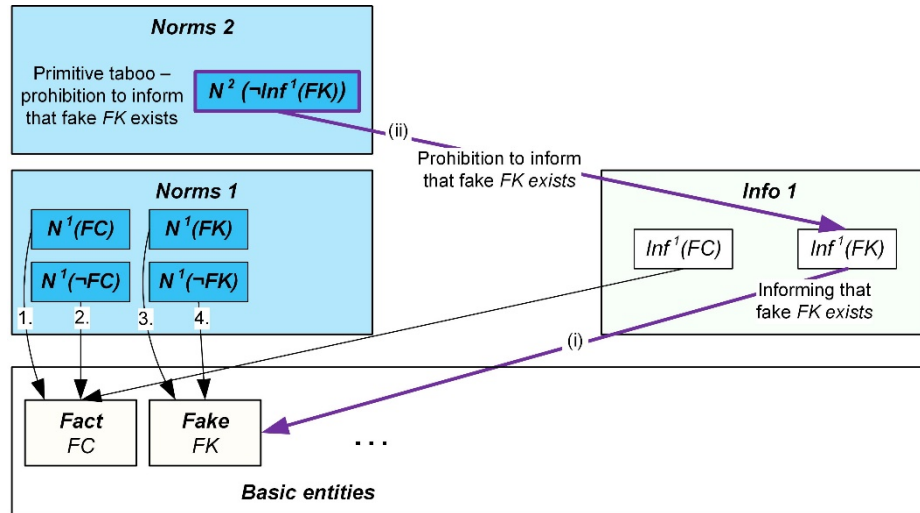 Norms 2
Primitive taboo –
prohibition to inform
that fake FK exists
N²(¬Inf¹(FK))
(ii)
Prohibition to inform
that fake FK exists
Norms 1
N¹(FC)
N¹(FK)
N¹(¬FC)
N¹(¬FK)
1.
2.
3.
4.
Info 1
Inf¹(FC)
Inf¹(FK)
Informing that
fake FK exists
(i)
Fact
FC
Fake
FK
...
Basic entities